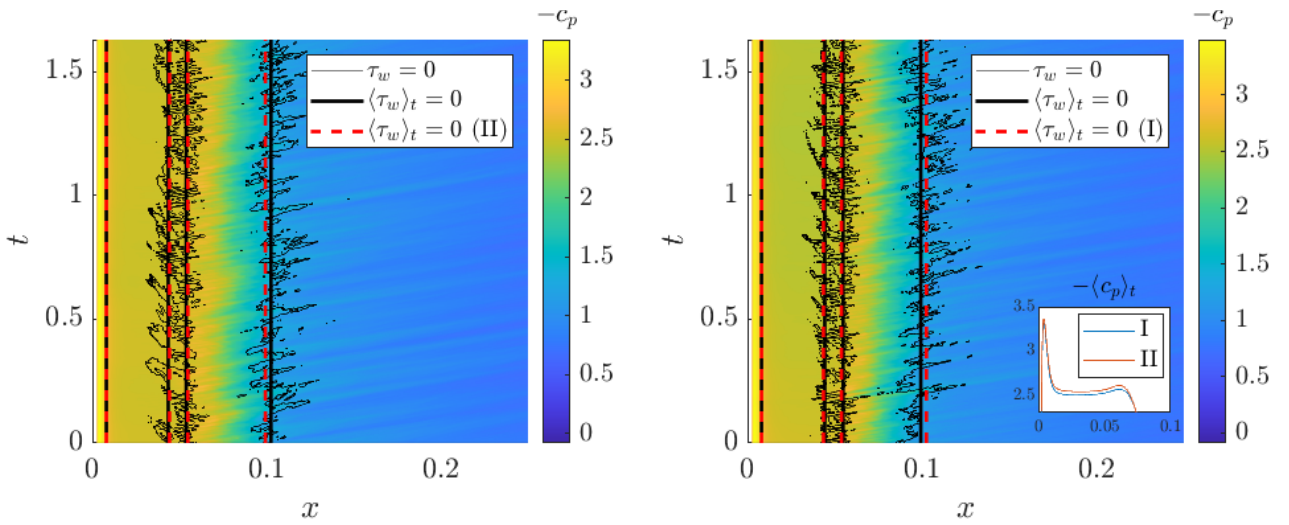 −c_p
1.5
1
0.5
0
t
τ_w = 0
⟨τ_w⟩_t = 0
⟨τ_w⟩_t = 0 (II)
0
0.1
0.2
x
3
2.5
2
1.5
1
0.5
0
−c_p
1.5
1
0.5
0
t
τ_w = 0
⟨τ_w⟩_t = 0
⟨τ_w⟩_t = 0 (I)
−⟨c_p⟩_t
3.5
3
2.5
I
II
0
0.05
0.1
0
0.1
0.2
x
3
2.5
2
1.5
1
0.5
0